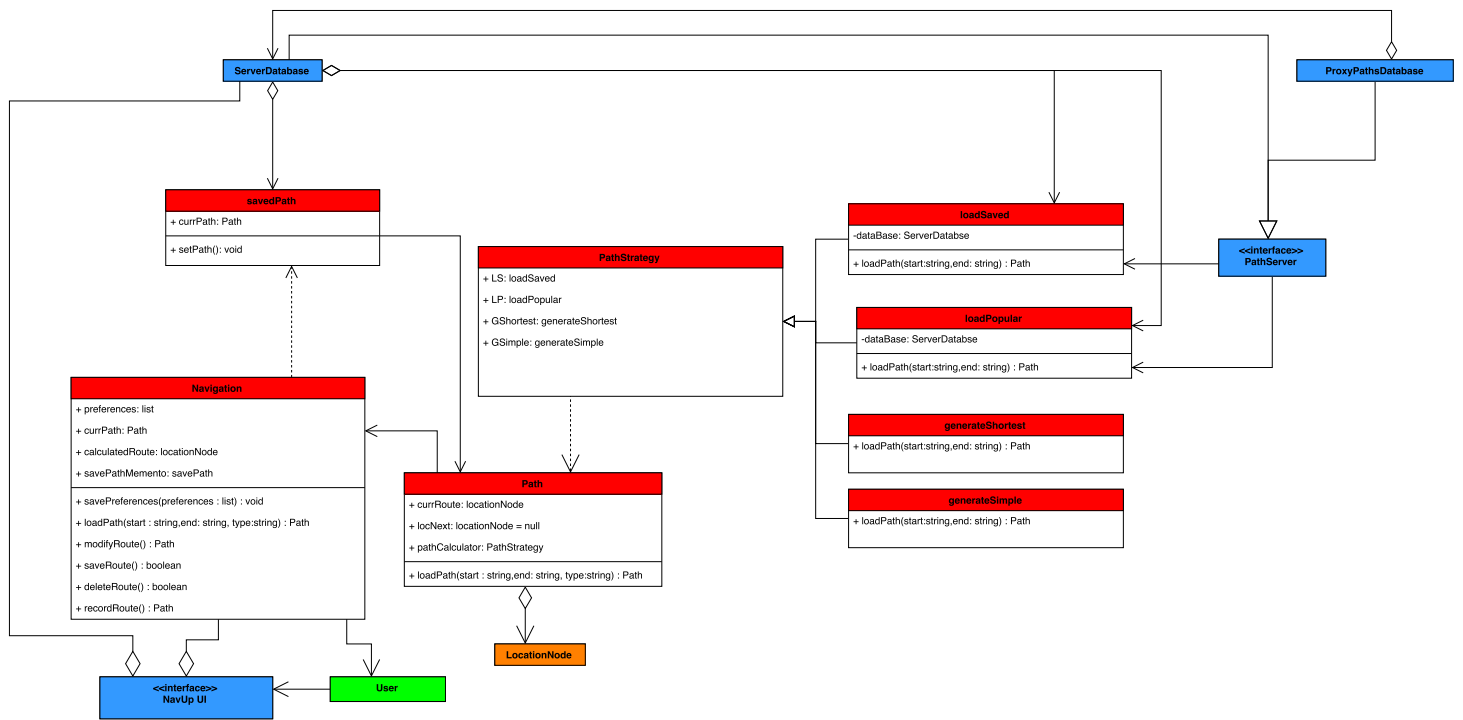 ServerDatabase
ProxyPathsDatabase
savedPath
+ currPath: Path
+ setPath(): void
PathStrategy
+ LS: loadSaved
+ LP: loadPopular
+ GShortest: generateShortest
+ GSimple: generateSimple
loadSaved
-dataBase: ServerDatabse
+ loadPath(start:string,end: string) : Path
<<interface>>
PathServer
loadPopular
-dataBase: ServerDatabse
+ loadPath(start:string,end: string) : Path
generateShortest
+ loadPath(start:string,end: string) : Path
generateSimple
+ loadPath(start:string,end: string) : Path
Navigation
+ preferences: list
+ currPath: Path
+ calculatedRoute: locationNode
+ savePathMemento: savePath
+ savePreferences(preferences : list) : void
+ loadPath(start : string,end: string, type:string) : Path
+ modifyRoute() : Path
+ saveRoute() : boolean
+ deleteRoute() : boolean
+ recordRoute() : Path
Path
+ currRoute: locationNode
+ locNext: locationNode = null
+ pathCalculator: PathStrategy
+ loadPath(start : string,end: string, type:string) : Path
LocationNode
<<interface>>
NavUp UI
User